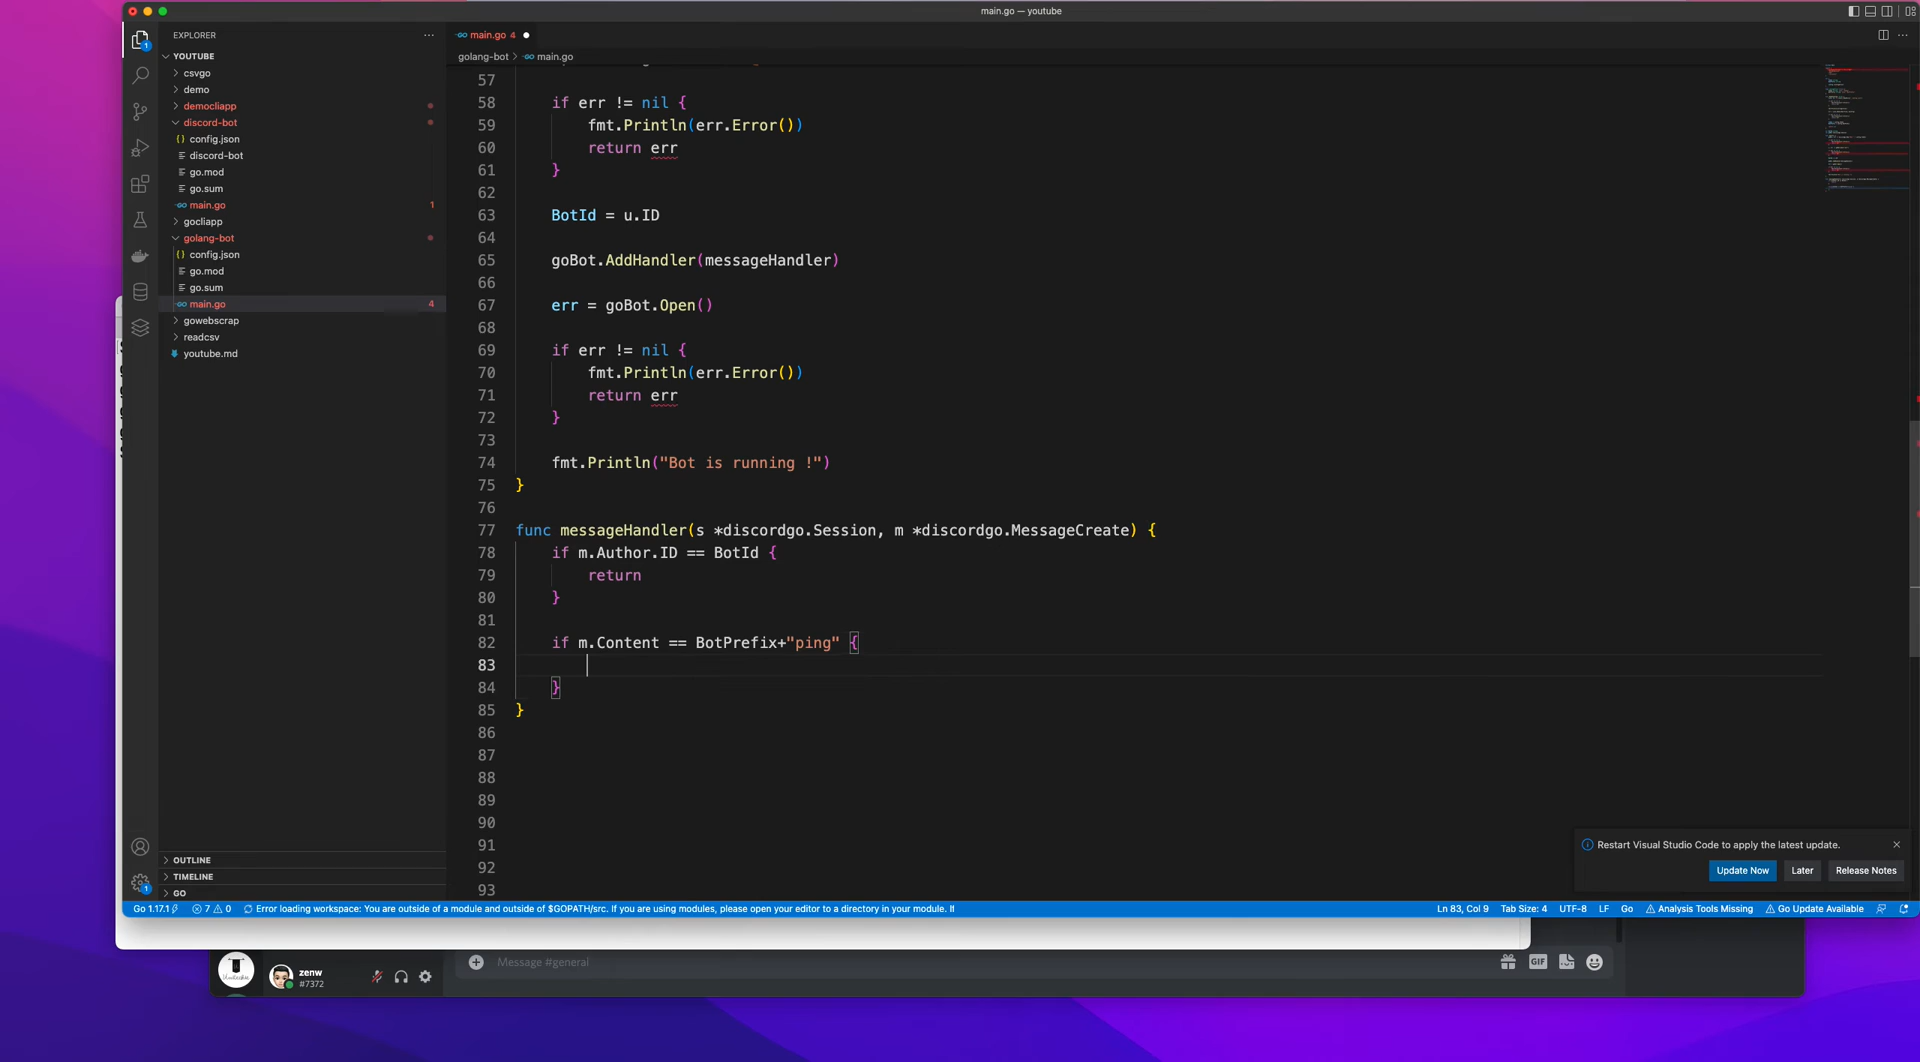 main.go — youtube
EXPLORER
YOUTUBE
csvgo
demo
democliapp
discord-bot
config.json
discord-bot
go.mod
go.sum
main.go 1
gocliapp
golang-bot
config.json
go.mod
go.sum
main.go 4
gowebscrap
readcsv
youtube.md
OUTLINE
TIMELINE
GO
main.go 4
golang-bot > main.go
57
58 if err != nil {
59 fmt.Println(err.Error())
60 return err
61 }
62
63 BotId = u.ID
64
65 goBot.AddHandler(messageHandler)
66
67 err = goBot.Open()
68
69 if err != nil {
70 fmt.Println(err.Error())
71 return err
72 }
73
74 fmt.Println("Bot is running !")
75 }
76
77 func messageHandler(s *discordgo.Session, m *discordgo.MessageCreate) {
78 if m.Author.ID == BotId {
79 return
80 }
81
82 if m.Content == BotPrefix+"ping" {
83
84 }
85 }
86
87
88
89
90
91
92
93
Restart Visual Studio Code to apply the latest update.
Update Now Later Release Notes
1
1
Go 1.17.1 7 0 Error loading workspace: You are outside of a module and outside of $GOPATH/src. If you are using modules, please open your editor to a directory in your module. If
Ln 83, Col 9 Tab Size: 4 UTF-8 LF Go Analysis Tools Missing Go Update Available
zenw
#7372
Message #general
GIF